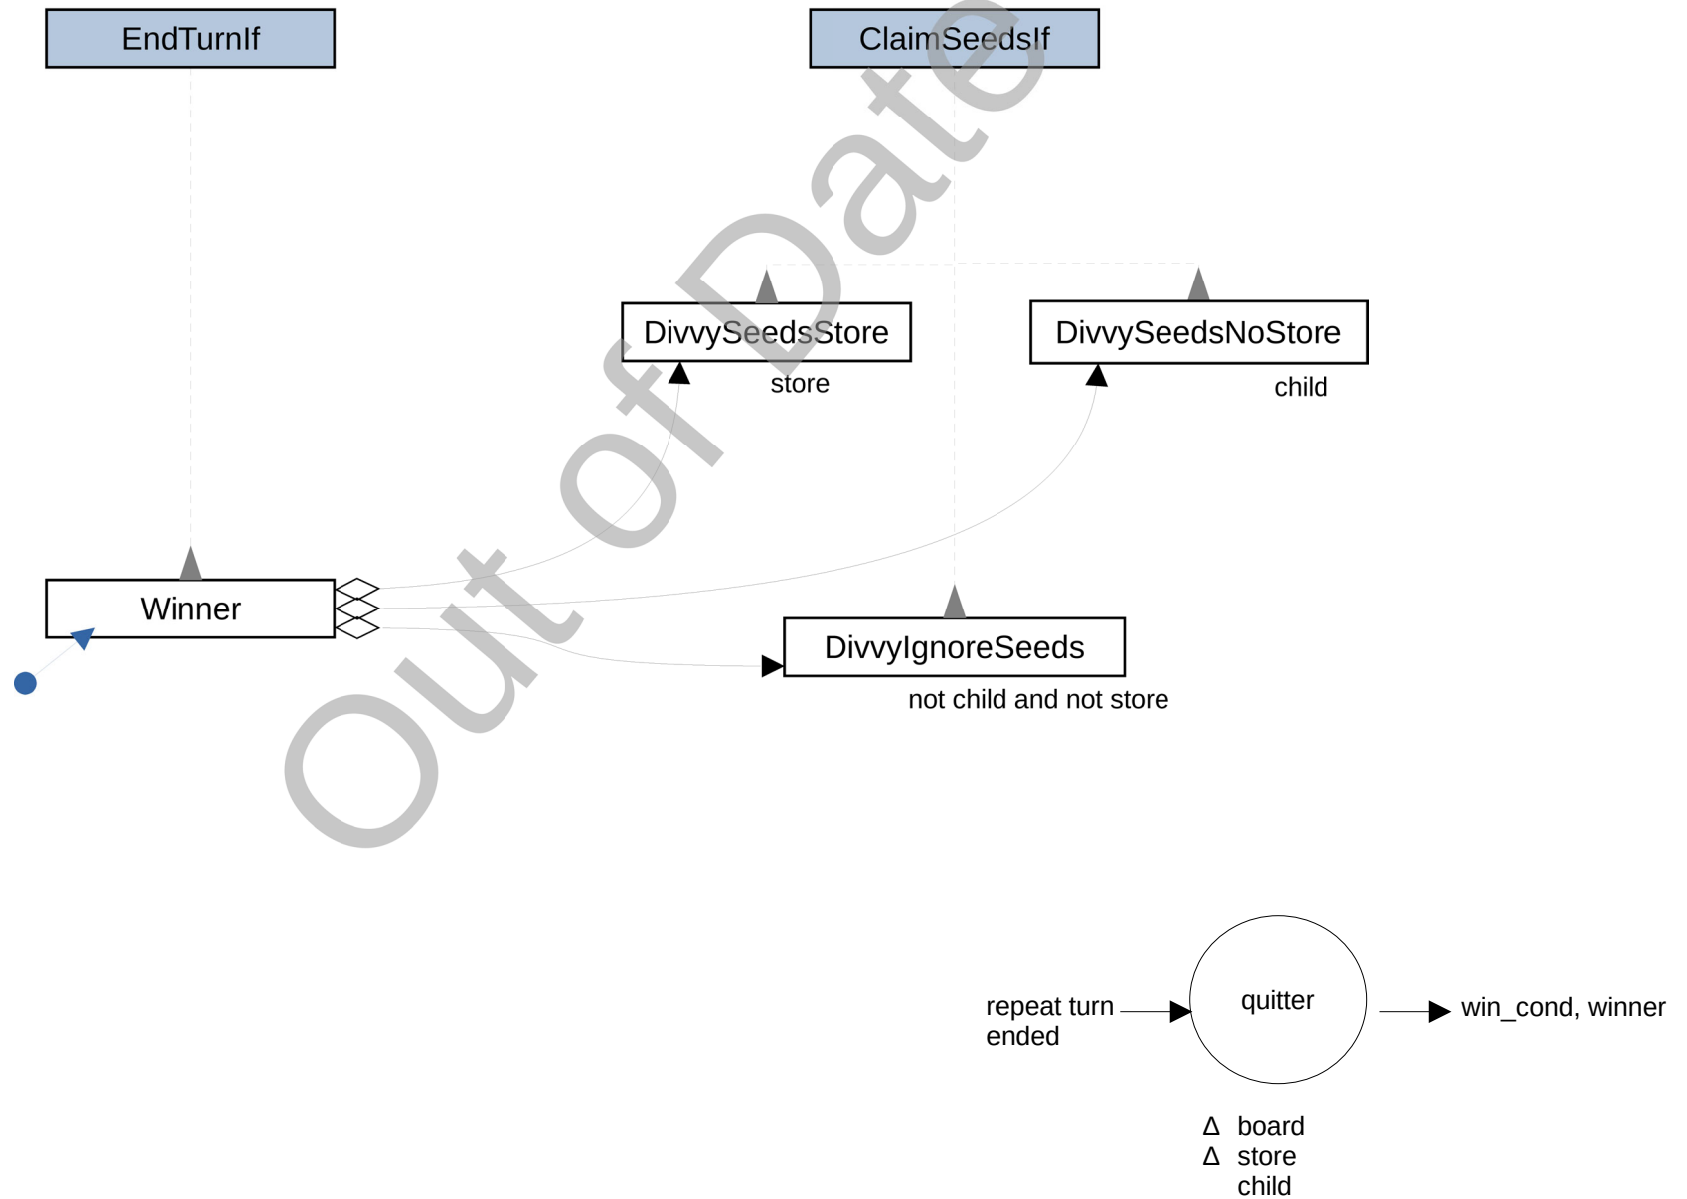 EndTurnIf
ClaimSeedsIf
Out of Date
DivvySeedsStore
DivvySeedsNoStore
store
child
Winner
DivvyIgnoreSeeds
not child and not store
repeat turn
ended
quitter
win_cond, winner
Δ board
Δ store
child